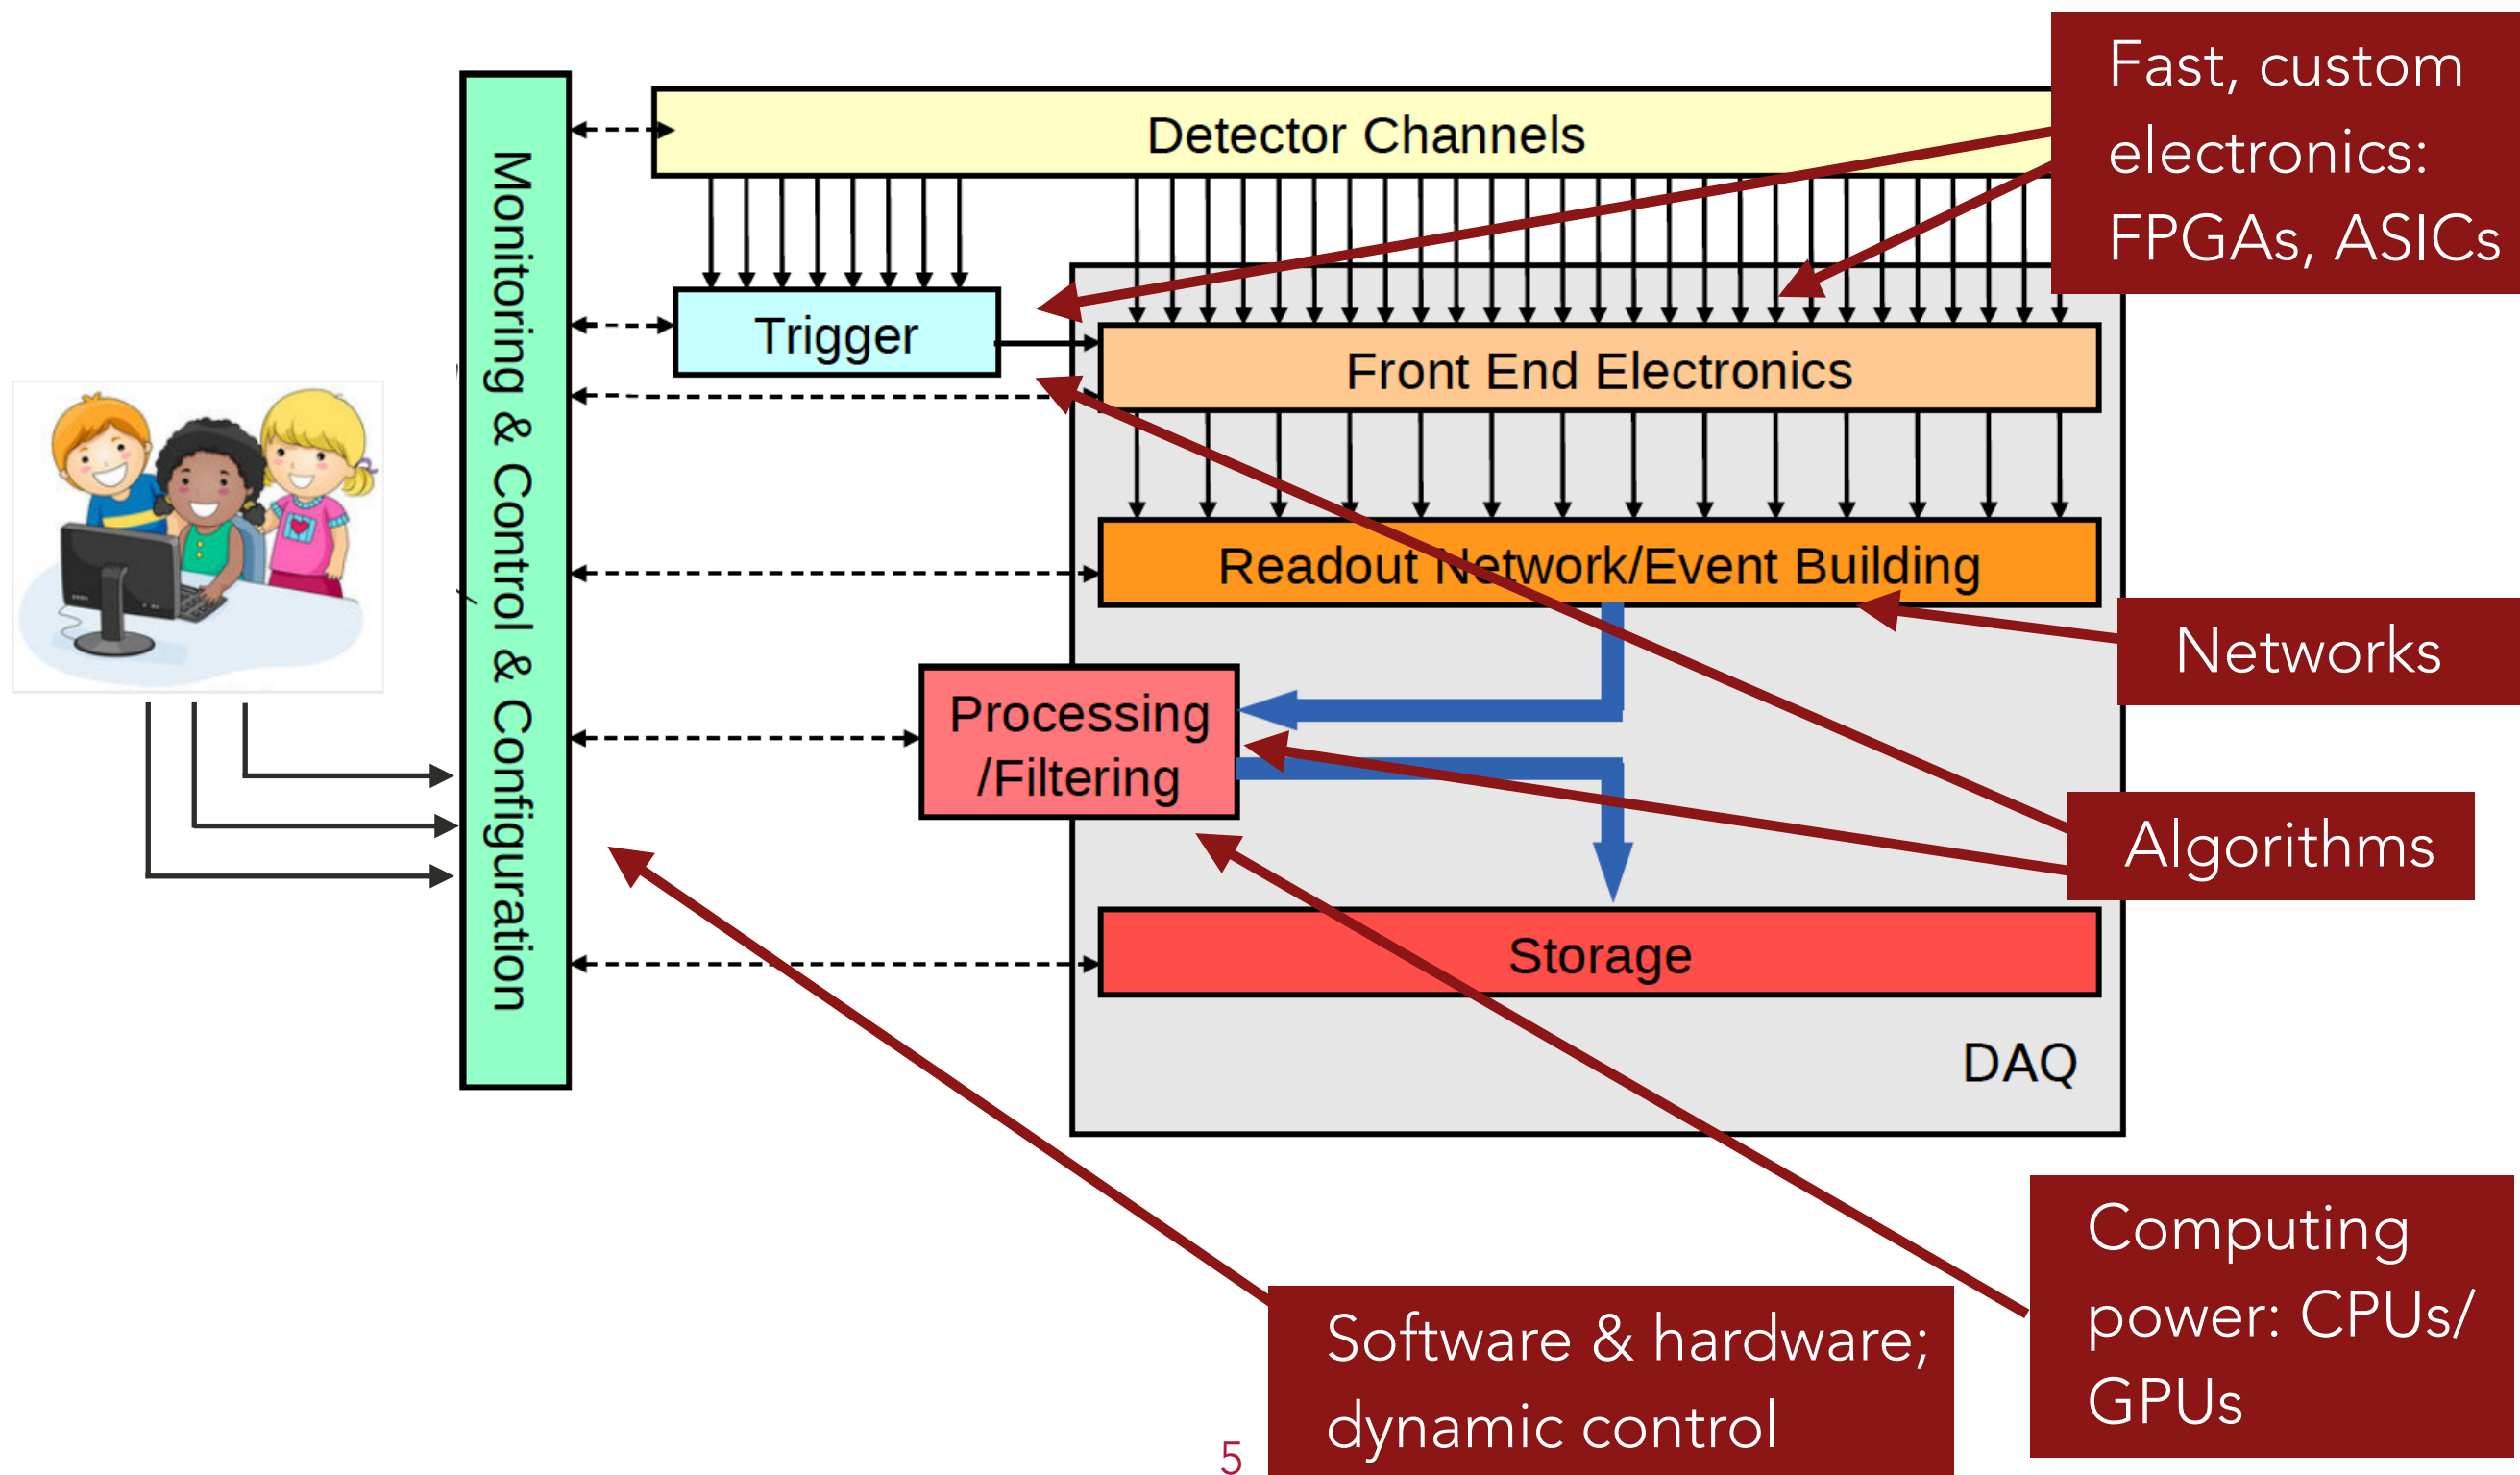 Fast, custom
electronics:
FPGAs, ASICs
Detector Channels
Monitoring & Control & Configuration
Trigger
Front End Electronics
Readout Network/Event Building
Networks
Processing
/Filtering
Algorithms
Storage
DAQ
Computing
power: CPUs/
GPUs
Software & hardware;
dynamic control
5